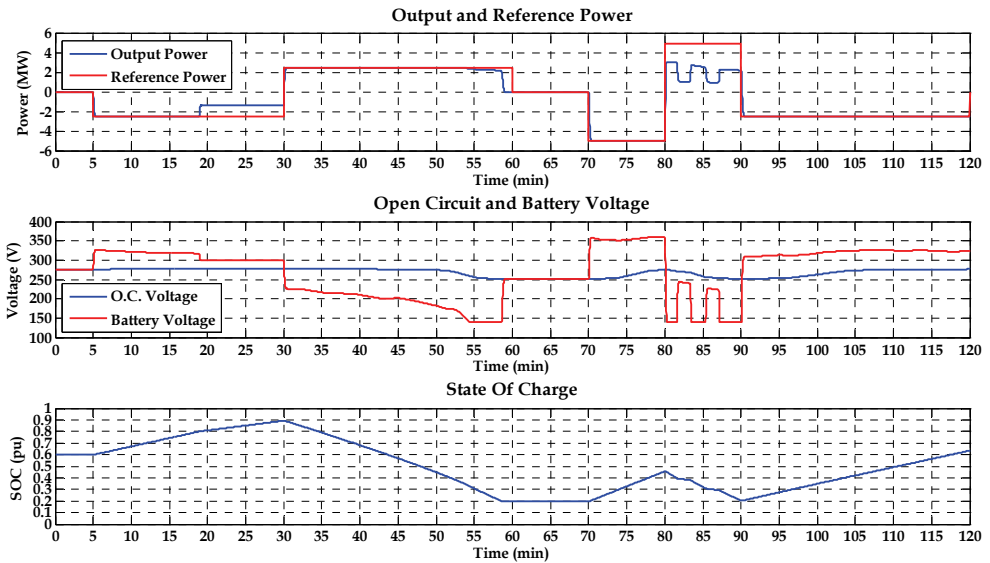 Output and Reference Power
Power (MW)
6
4
2
0
-2
-4
-6
Output Power
Reference Power
0 5 10 15 20 25 30 35 40 45 50 55 60 65 70 75 80 85 90 95 100 105 110 115 120
Time (min)
Open Circuit and Battery Voltage
Voltage (V)
400
350
300
250
200
150
100
O.C. Voltage
Battery Voltage
0 5 10 15 20 25 30 35 40 45 50 55 60 65 70 75 80 85 90 95 100 105 110 115 120
Time (min)
State Of Charge
SOC (pu)
1
0.9
0.8
0.6
0.5
0.4
0.2
0.1
0
0 5 10 15 20 25 30 35 40 45 50 55 60 65 70 75 80 85 90 95 100 105 110 115 120
Time (min)